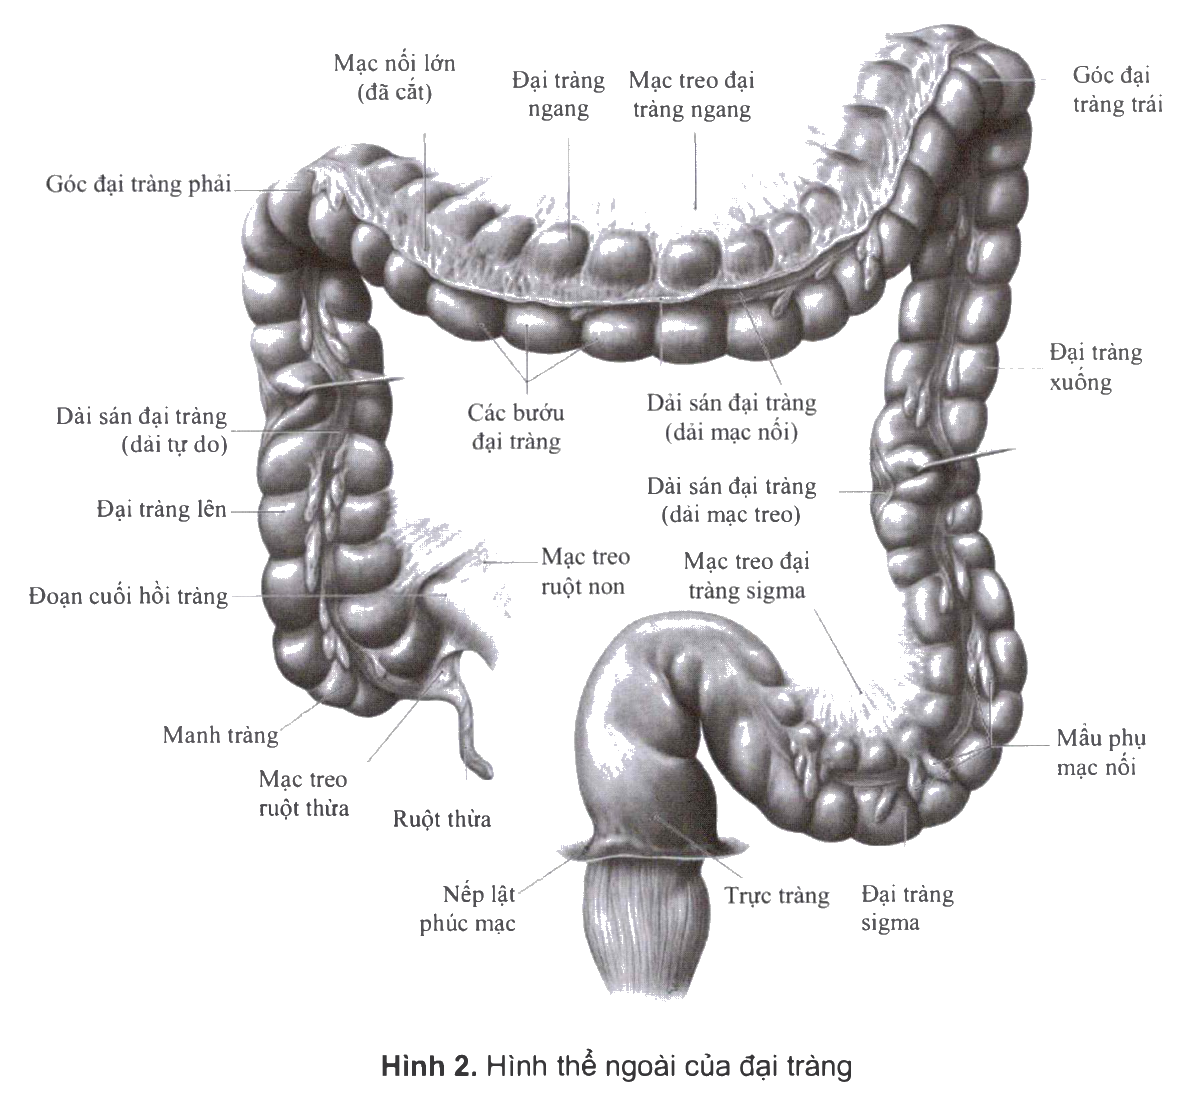 Mạc nối lớn
(đã cắt)
Đại tràng
ngang
Mạc treo đại
tràng ngang
Góc đại
tràng trái
Góc đại tràng phải
Đại tràng
xuống
Dải sán đại tràng
(dải tự do)
Các bướu
đại tràng
Dải sán đại tràng
(dải mạc nối)
Đại tràng lên
Dải sán đại tràng
(dải mạc treo)
Mạc treo
ruột non
Mạc treo đại
tràng sigma
Đoạn cuối hồi tràng
Manh tràng
Mạc treo
ruột thừa
Ruột thừa
Mẩu phụ
mạc nối
Nếp lật
phúc mạc
Trực tràng
Đại tràng
sigma
Hình 2. Hình thể ngoài của đại tràng